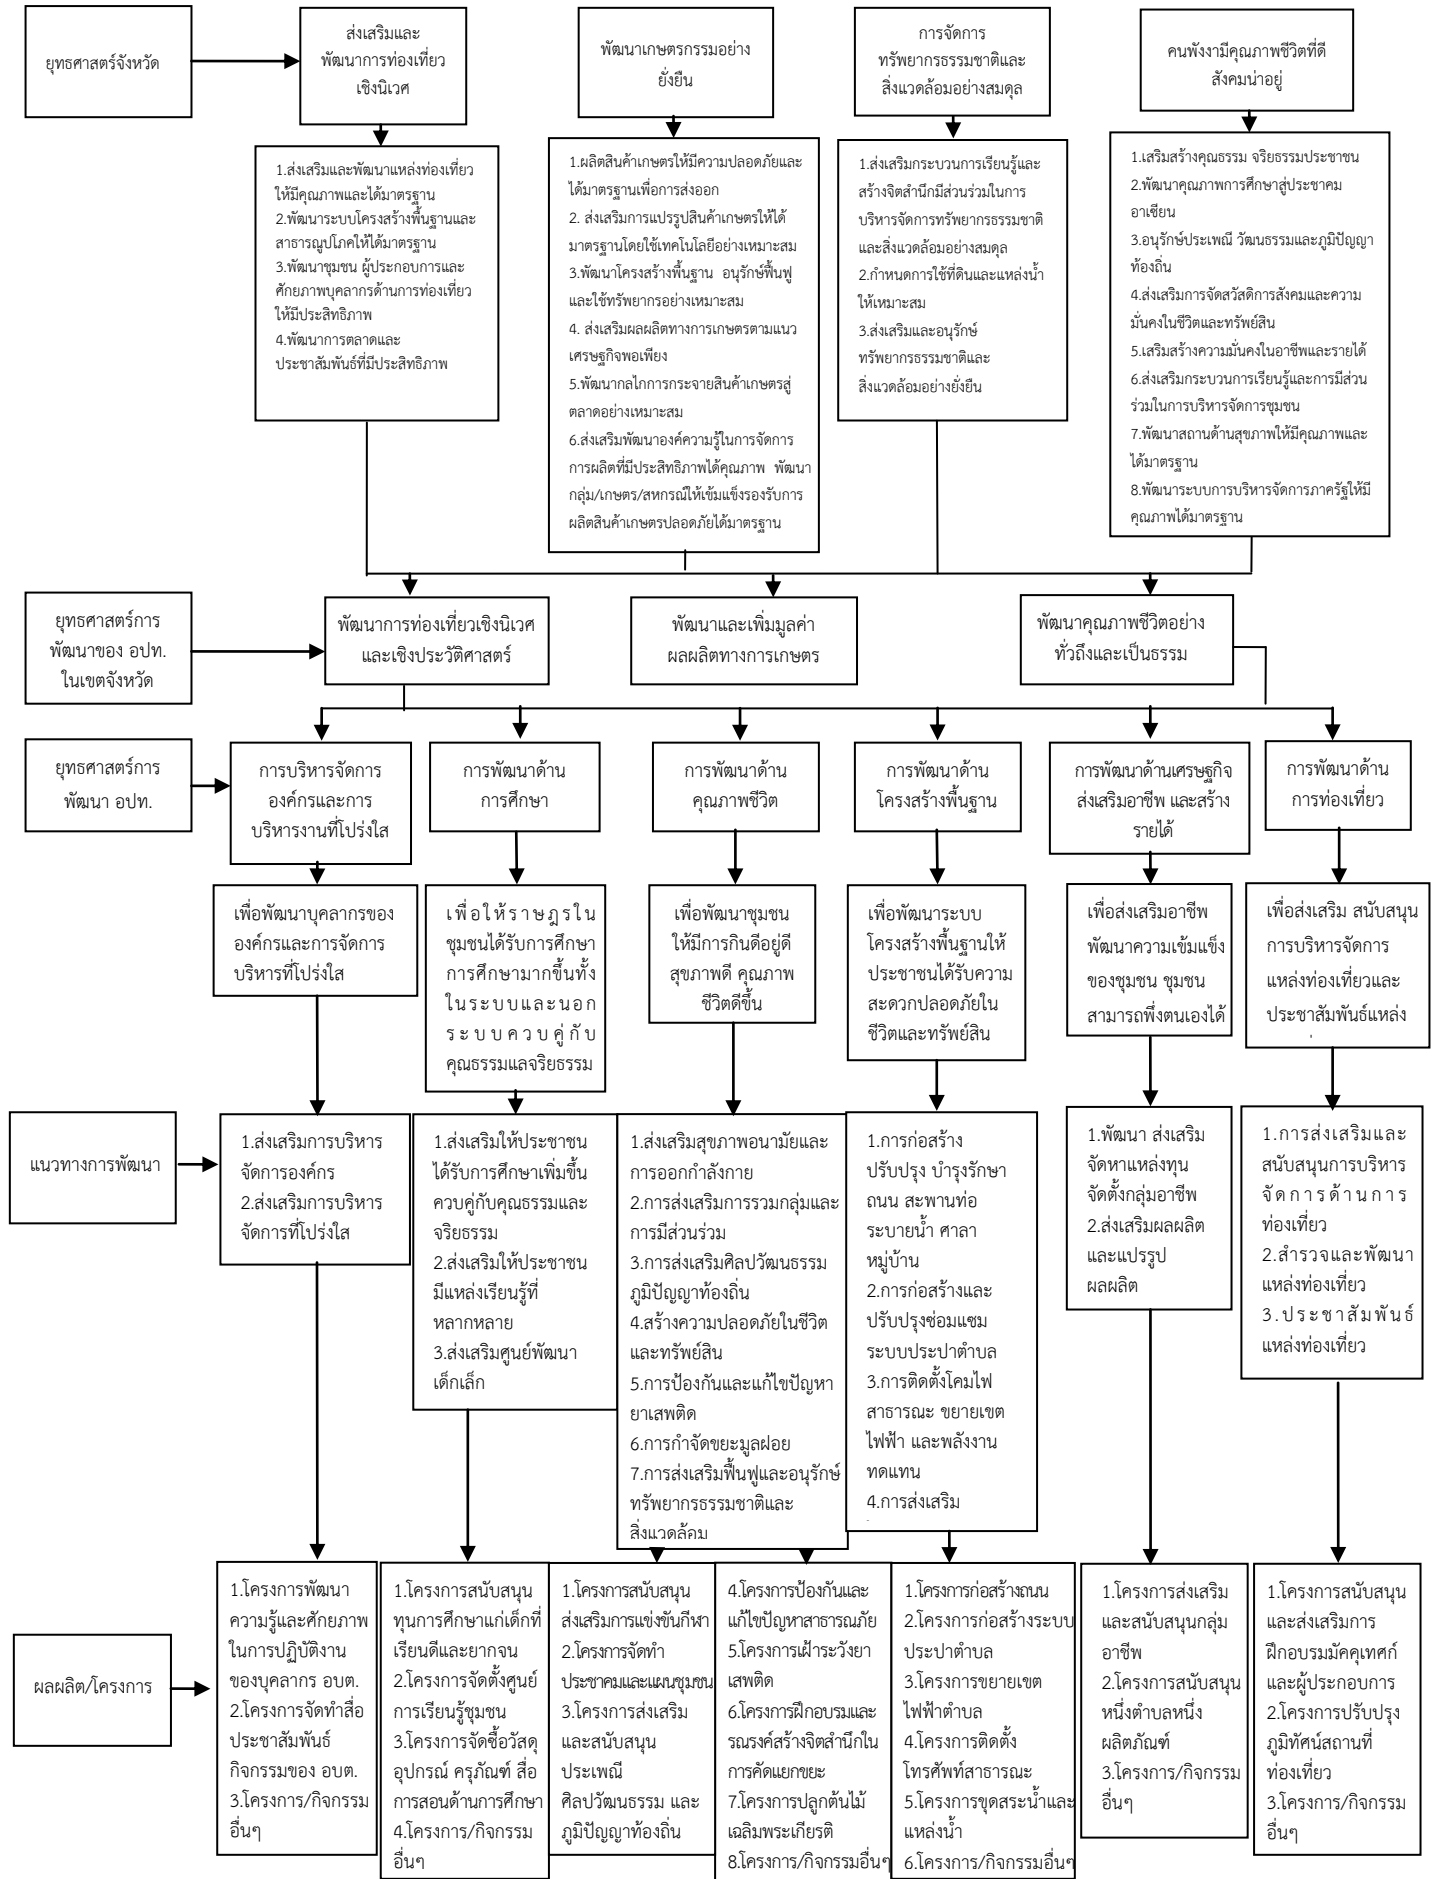 ยุทธศาสตร์จังหวัด
ส่งเสริมและ
พัฒนาการท่องเที่ยว
เชิงนิเวศ
พัฒนาเกษตรกรรมอย่าง
ยั่งยืน
การจัดการ
ทรัพยากรธรรมชาติและ
สิ่งแวดล้อมอย่างสมดุล
คนพังงามีคุณภาพชีวิตที่ดี
สังคมน่าอยู่
1.ส่งเสริมและพัฒนาแหล่งท่องเที่ยว
ให้มีคุณภาพและได้มาตรฐาน
2.พัฒนาระบบโครงสร้างพื้นฐานและ
สาธารณูปโภคให้ได้มาตรฐาน
3.พัฒนาชุมชน ผู้ประกอบการและ
ศักยภาพบุคลากรด้านการท่องเที่ยว
ให้มีประสิทธิภาพ
4.พัฒนาการตลาดและ
ประชาสัมพันธ์ที่มีประสิทธิภาพ
1.ผลิตสินค้าเกษตรให้มีความปลอดภัยและ
ได้มาตรฐานเพื่อการส่งออก
2. ส่งเสริมการแปรรูปสินค้าเกษตรให้ได้
มาตรฐานโดยใช้เทคโนโลยีอย่างเหมาะสม
3.พัฒนาโครงสร้างพื้นฐาน อนุรักษ์ฟื้นฟู
และใช้ทรัพยากรอย่างเหมาะสม
4. ส่งเสริมผลผลิตทางการเกษตรตามแนว
เศรษฐกิจพอเพียง
5.พัฒนากลไกการกระจายสินค้าเกษตรสู่
ตลาดอย่างเหมาะสม
6.ส่งเสริมพัฒนาองค์ความรู้ในการจัดการ
การผลิตที่มีประสิทธิภาพได้คุณภาพ พัฒนา
กลุ่ม/เกษตร/สหกรณ์ให้เข้มแข็งรองรับการ
ผลิตสินค้าเกษตรปลอดภัยได้มาตรฐาน
1.ส่งเสริมกระบวนการเรียนรู้และ
สร้างจิตสำนึกมีส่วนร่วมในการ
บริหารจัดการทรัพยากรธรรมชาติ
และสิ่งแวดล้อมอย่างสมดุล
2.กำหนดการใช้ที่ดินและแหล่งน้ำ
ให้เหมาะสม
3.ส่งเสริมและอนุรักษ์
ทรัพยากรธรรมชาติและ
สิ่งแวดล้อมอย่างยั่งยืน
1.เสริมสร้างคุณธรรม จริยธรรมประชาชน
2.พัฒนาคุณภาพการศึกษาสู่ประชาคม
อาเซียน
3.อนุรักษ์ประเพณี วัฒนธรรมและภูมิปัญญา
ท้องถิ่น
4.ส่งเสริมการจัดสวัสดิการสังคมและความ
มั่นคงในชีวิตและทรัพย์สิน
5.เสริมสร้างความมั่นคงในอาชีพและรายได้
6.ส่งเสริมกระบวนการเรียนรู้และการมีส่วน
ร่วมในการบริหารจัดการชุมชน
7.พัฒนาสถานด้านสุขภาพให้มีคุณภาพและ
ได้มาตรฐาน
8.พัฒนาระบบการบริหารจัดการภาครัฐให้มี
คุณภาพได้มาตรฐาน
ยุทธศาสตร์การ
พัฒนาของ อปท.
ในเขตจังหวัด
พัฒนาการท่องเที่ยวเชิงนิเวศ
และเชิงประวัติศาสตร์
พัฒนาและเพิ่มมูลค่า
ผลผลิตทางการเกษตร
พัฒนาคุณภาพชีวิตอย่าง
ทั่วถึงและเป็นธรรม
ยุทธศาสตร์การ
พัฒนา อปท.
การบริหารจัดการ
องค์กรและการ
บริหารงานที่โปร่งใส
การพัฒนาด้าน
การศึกษา
การพัฒนาด้าน
คุณภาพชีวิต
การพัฒนาด้าน
โครงสร้างพื้นฐาน
การพัฒนาด้านเศรษฐกิจ
ส่งเสริมอาชีพ และสร้าง
รายได้
การพัฒนาด้าน
การท่องเที่ยว
เพื่อพัฒนาบุคลากรของ
องค์กรและการจัดการ
บริหารที่โปร่งใส
เพื่อให้ราษฎรใน
ชุมชนได้รับการศึกษา
การศึกษามากขึ้นทั้ง
ในระบบและนอก
ระบบควบคู่กับ
คุณธรรมแลจริยธรรม
เพื่อพัฒนาชุมชน
ให้มีการกินดีอยู่ดี
สุขภาพดี คุณภาพ
ชีวิตดีขึ้น
เพื่อพัฒนาระบบ
โครงสร้างพื้นฐานให้
ประชาชนได้รับความ
สะดวกปลอดภัยใน
ชีวิตและทรัพย์สิน
เพื่อส่งเสริมอาชีพ
พัฒนาความเข้มแข็ง
ของชุมชน ชุมชน
สามารถพึ่งตนเองได้
เพื่อส่งเสริม สนับสนุน
การบริหารจัดการ
แหล่งท่องเที่ยวและ
ประชาสัมพันธ์แหล่ง
แนวทางการพัฒนา
1.ส่งเสริมการบริหาร
จัดการองค์กร
2.ส่งเสริมการบริหาร
จัดการที่โปร่งใส
1.ส่งเสริมให้ประชาชน
ได้รับการศึกษาเพิ่มขึ้น
ควบคู่กับคุณธรรมและ
จริยธรรม
2.ส่งเสริมให้ประชาชน
มีแหล่งเรียนรู้ที่
หลากหลาย
3.ส่งเสริมศูนย์พัฒนา
เด็กเล็ก
1.ส่งเสริมสุขภาพอนามัยและ
การออกกำลังกาย
2.การส่งเสริมการรวมกลุ่มและ
การมีส่วนร่วม
3.การส่งเสริมศิลปวัฒนธรรม
ภูมิปัญญาท้องถิ่น
4.สร้างความปลอดภัยในชีวิต
และทรัพย์สิน
5.การป้องกันและแก้ไขปัญหา
ยาเสพติด
6.การกำจัดขยะมูลฝอย
7.การส่งเสริมฟื้นฟูและอนุรักษ์
ทรัพยากรธรรมชาติและ
สิ่งแวดล้อม
1.การก่อสร้าง
ปรับปรุง บำรุงรักษา
ถนน สะพานท่อ
ระบายน้ำ ศาลา
หมู่บ้าน
2.การก่อสร้างและ
ปรับปรุงซ่อมแซม
ระบบประปาตำบล
3.การติดตั้งโคมไฟ
สาธารณะ ขยายเขต
ไฟฟ้า และพลังงาน
ทดแทน
4.การส่งเสริม
1.พัฒนา ส่งเสริม
จัดหาแหล่งทุน
จัดตั้งกลุ่มอาชีพ
2.ส่งเสริมผลผลิต
และแปรรูป
ผลผลิต
1.การส่งเสริมและ
สนับสนุนการบริหาร
จัดการด้านการ
ท่องเที่ยว
2.สำรวจและพัฒนา
แหล่งท่องเที่ยว
3.ประชาสัมพันธ์
แหล่งท่องเที่ยว
ผลผลิต/โครงการ
1.โครงการพัฒนา
ความรู้และศักยภาพ
ในการปฏิบัติงาน
ของบุคลากร อบต.
2.โครงการจัดทำสื่อ
ประชาสัมพันธ์
กิจกรรมของ อบต.
3.โครงการ/กิจกรรม
อื่นๆ
1.โครงการสนับสนุน
ทุนการศึกษาแก่เด็กที่
เรียนดีและยากจน
2.โครงการจัดตั้งศูนย์
การเรียนรู้ชุมชน
3.โครงการจัดซื้อวัสดุ
อุปกรณ์ ครุภัณฑ์ สื่อ
การสอนด้านการศึกษา
4.โครงการ/กิจกรรม
อื่นๆ
1.โครงการสนับสนุน
ส่งเสริมการแข่งขันกีฬา
2.โครงการจัดทำ
ประชาคมและแผนชุมชน
3.โครงการส่งเสริม
และสนับสนุน
ประเพณี
ศิลปวัฒนธรรม และ
ภูมิปัญญาท้องถิ่น
4.โครงการป้องกันและ
แก้ไขปัญหาสาธารณภัย
5.โครงการเฝ้าระวังยา
เสพติด
6.โครงการฝึกอบรมและ
รณรงค์สร้างจิตสำนึกใน
การคัดแยกขยะ
7.โครงการปลูกต้นไม้
เฉลิมพระเกียรติ
8.โครงการ/กิจกรรมอื่นๆ
1.โครงการก่อสร้างถนน
2.โครงการก่อสร้างระบบ
ประปาตำบล
3.โครงการขยายเขต
ไฟฟ้าตำบล
4.โครงการติดตั้ง
โทรศัพท์สาธารณะ
5.โครงการขุดสระน้ำและ
แหล่งน้ำ
6.โครงการ/กิจกรรมอื่นๆ
1.โครงการส่งเสริม
และสนับสนุนกลุ่ม
อาชีพ
2.โครงการสนับสนุน
หนึ่งตำบลหนึ่ง
ผลิตภัณฑ์
3.โครงการ/กิจกรรม
อื่นๆ
1.โครงการสนับสนุน
และส่งเสริมการ
ฝึกอบรมมัคคุเทศก์
และผู้ประกอบการ
2.โครงการปรับปรุง
ภูมิทัศน์สถานที่
ท่องเที่ยว
3.โครงการ/กิจกรรม
อื่นๆ